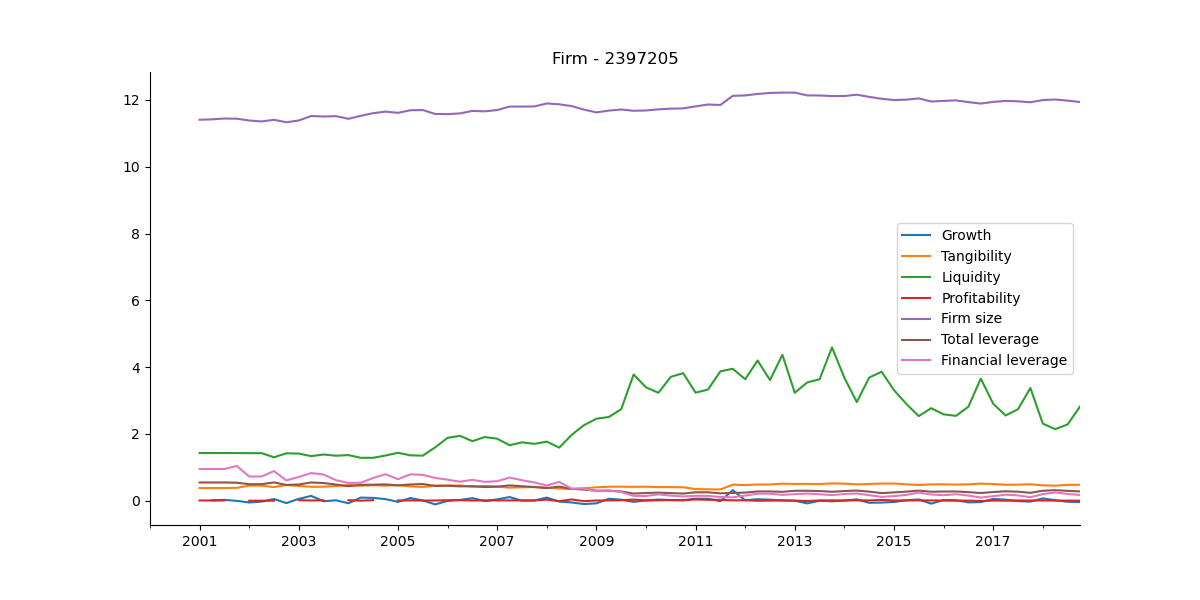 Firm - 2397205
12
10
8
6
4
2
0
Growth
Tangibility
Liquidity
Profitability
Firm size
Total leverage
Financial leverage
2001 2003 2005 2007 2009 2011 2013 2015 2017